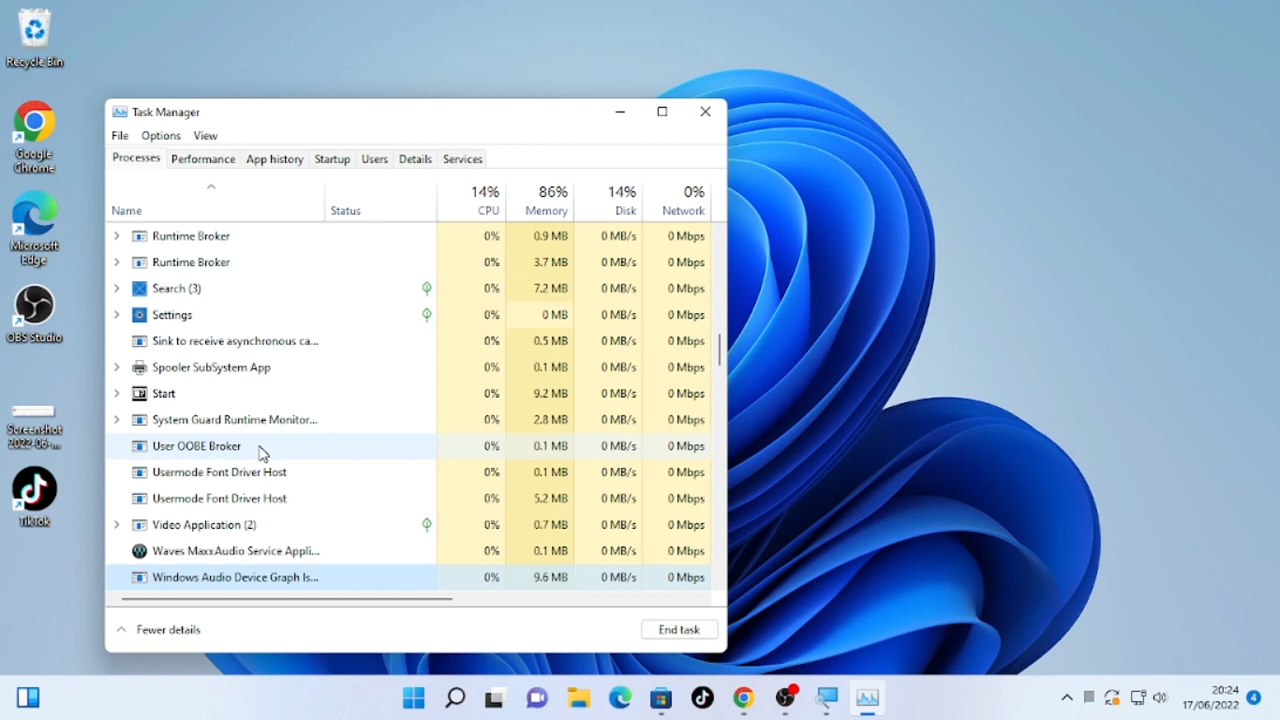 Recycle Bin
Google
Chrome
Microsoft
Edge
OBS Studio
Screenshot
2022-06-...
TikTok
Task Manager
File Options View
Processes Performance App history Startup Users Details Services
14% 86% 14% 0%
Name Status CPU Memory Disk Network
Runtime Broker 0% 0.9 MB 0 MB/s 0 Mbps
Runtime Broker 0% 3.7 MB 0 MB/s 0 Mbps
Search (3) 0% 7.2 MB 0 MB/s 0 Mbps
Settings 0% 0 MB 0 MB/s 0 Mbps
Sink to receive asynchronous ca... 0% 0.5 MB 0 MB/s 0 Mbps
Spooler SubSystem App 0% 0.1 MB 0 MB/s 0 Mbps
Start 0% 9.2 MB 0 MB/s 0 Mbps
System Guard Runtime Monitor... 0% 2.8 MB 0 MB/s 0 Mbps
User OOBE Broker 0% 0.1 MB 0 MB/s 0 Mbps
Usermode Font Driver Host 0% 0.1 MB 0 MB/s 0 Mbps
Usermode Font Driver Host 0% 5.2 MB 0 MB/s 0 Mbps
Video Application (2) 0% 0.7 MB 0 MB/s 0 Mbps
Waves MaxxAudio Service Appli... 0% 0.1 MB 0 MB/s 0 Mbps
Windows Audio Device Graph Is... 0% 9.6 MB 0 MB/s 0 Mbps
Fewer details End task
20:24
17/06/2022 4